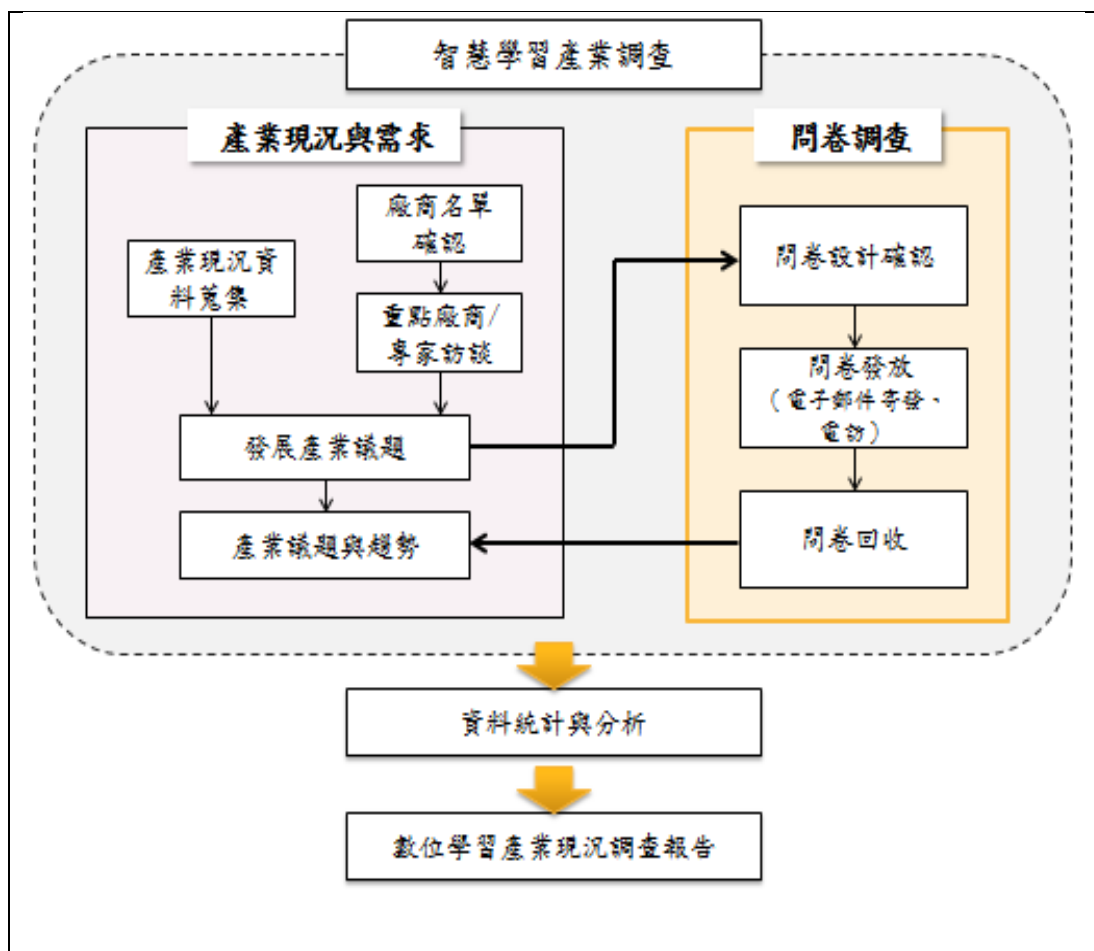 智慧學習產業調查
產業現況與需求
廠商名單
確認
產業現況資
料蒐集
重點廠商/
專家訪談
發展產業議題
產業議題與趨勢
問卷調查
問卷設計確認
問卷發放
（電子郵件寄發、
電訪）
問卷回收
資料統計與分析
數位學習產業現況調查報告